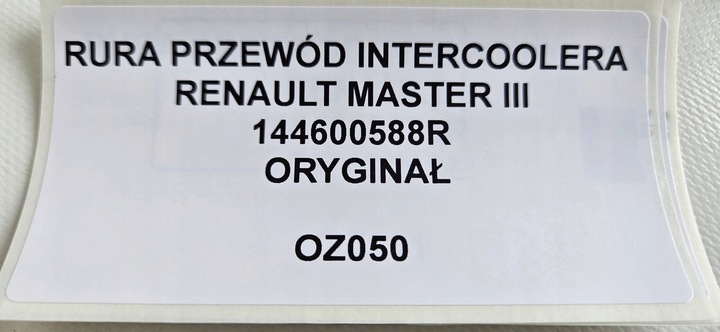 RURA PRZEWÓD INTERCOOLERA
RENAULT MASTER III
144600588R
ORYGINAŁ
OZ050